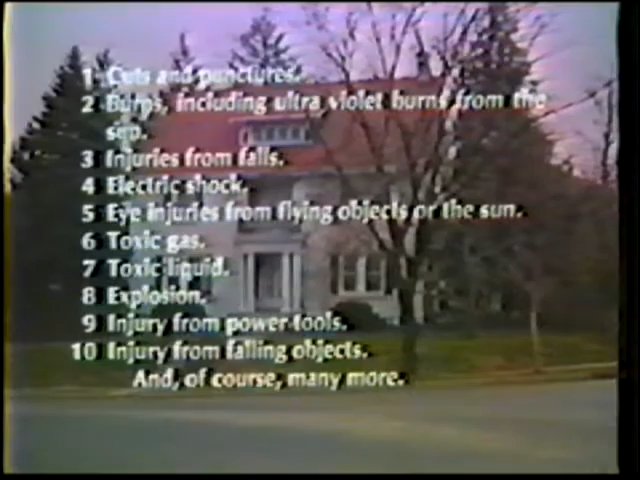 1 Cuts and punctures.
2 Burns, including ultra violet burns from the
sun.
3 Injuries from falls.
4 Electric shock.
5 Eye injuries from flying objects or the sun.
6 Toxic gas.
7 Toxic liquid.
8 Explosion.
9 Injury from power tools.
10 Injury from falling objects.
And, of course, many more.